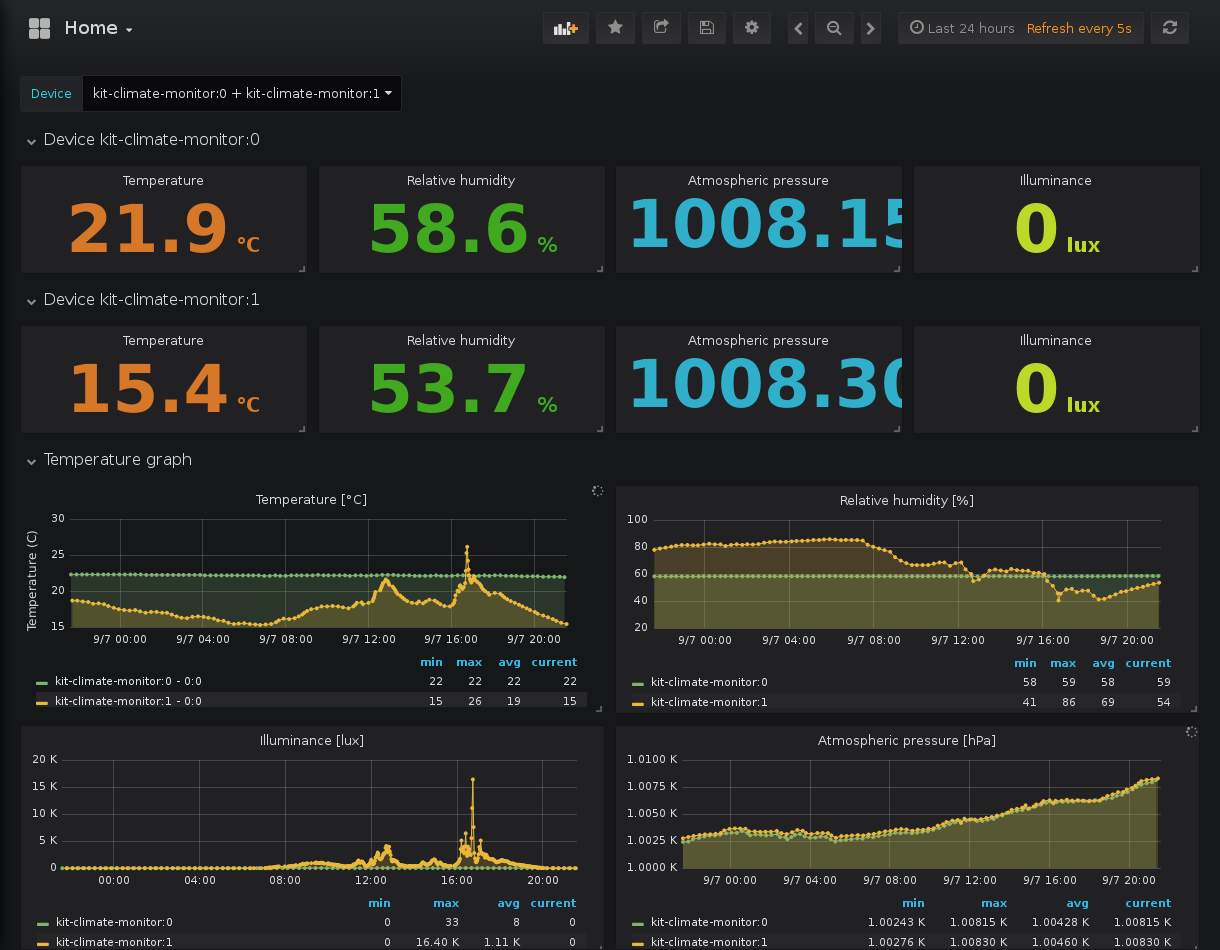 Home
Last 24 hours Refresh every 5s
Device kit-climate-monitor:0 + kit-climate-monitor:1
Device kit-climate-monitor:0
Temperature Relative humidity Atmospheric pressure Illuminance
21.9 °C 58.6 % 1008.15 0 lux
Device kit-climate-monitor:1
Temperature Relative humidity Atmospheric pressure Illuminance
15.4 °C 53.7 % 1008.30 0 lux
Temperature graph
Temperature [°C]
Temperature (C)
30
25
20
15
9/7 00:00 9/7 04:00 9/7 08:00 9/7 12:00 9/7 16:00 9/7 20:00
min max avg current
kit-climate-monitor:0 - 0:0 22 22 22 22
kit-climate-monitor:1 - 0:0 15 26 19 15
Relative humidity [%]
100
80
60
40
20
9/7 00:00 9/7 04:00 9/7 08:00 9/7 12:00 9/7 16:00 9/7 20:00
min max avg current
kit-climate-monitor:0 58 59 58 59
kit-climate-monitor:1 41 86 69 54
Illuminance [lux]
20 K
15 K
10 K
5 K
0
00:00 04:00 08:00 12:00 16:00 20:00
min max avg current
kit-climate-monitor:0 0 33 8 0
kit-climate-monitor:1 0 16.40 K 1.11 K 0
Atmospheric pressure [hPa]
1.0100 K
1.0075 K
1.0050 K
1.0025 K
1.0000 K
9/7 00:00 9/7 04:00 9/7 08:00 9/7 12:00 9/7 16:00 9/7 20:00
min max avg current
kit-climate-monitor:0 1.00243 K 1.00815 K 1.00428 K 1.00815 K
kit-climate-monitor:1 1.00276 K 1.00830 K 1.00460 K 1.00830 K